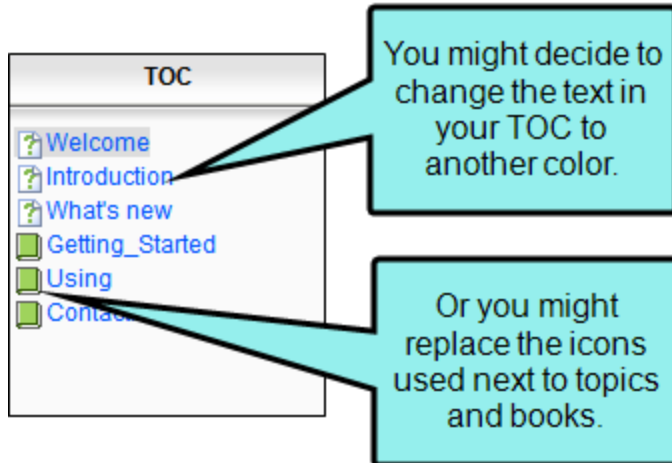 TOC
Welcome
Introduction
What's new
Getting_Started
Using
You might decide to
change the text in
your TOC to
another color.
Or you might
replace the icons
used next to topics
and books.